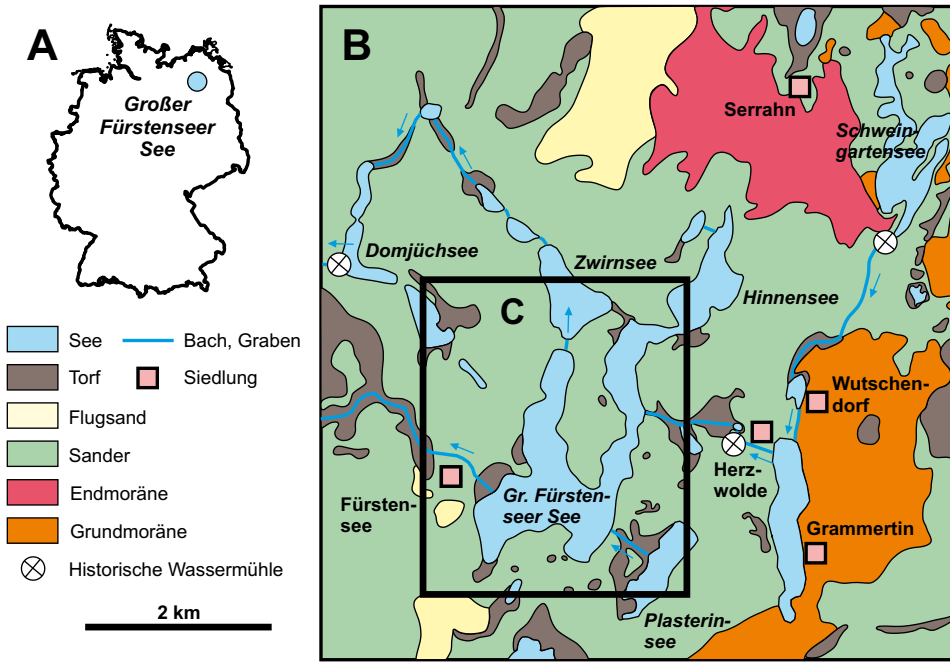 A
Großer
Fürstenseer
See
See
Bach, Graben
Torf
Siedlung
Flugsand
Sander
Endmoräne
Grundmoräne
Historische Wassermühle
2 km
B
Serrahn
Schwein-
gartensee
Domjüchsee
Zwirnsee
Hinnensee
C
Wutschen-
dorf
Herz-
wolde
Fürsten-
see
Gr. Fürsten-
seer See
Grammertin
Plasterin-
see